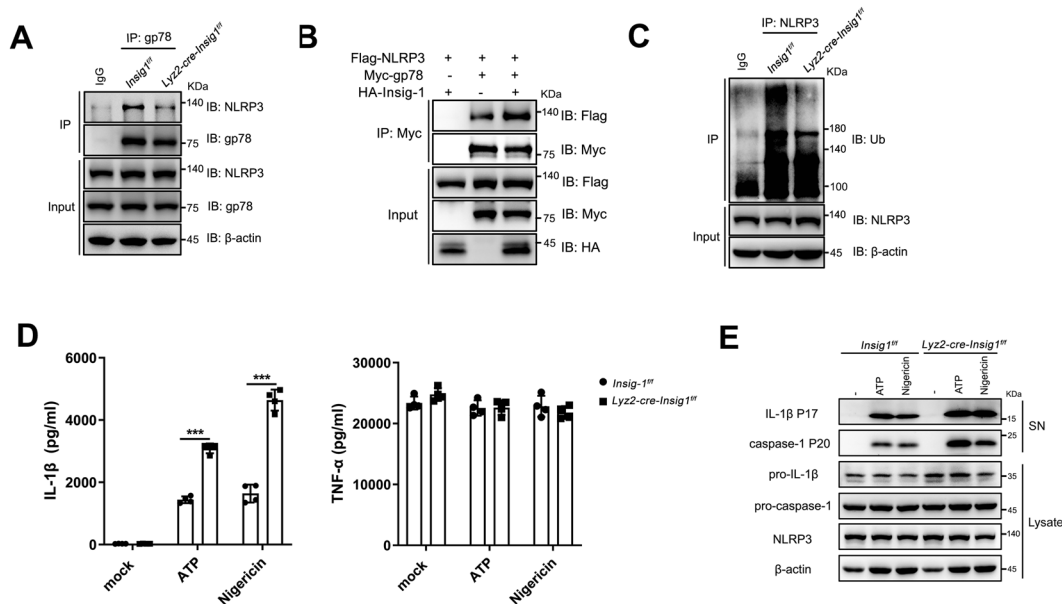 A
IP: gp78
IgG
Insig1f/f
Lyz2-cre-Insig1f/f
KDa
IP
140
IB: NLRP3
75
IB: gp78
Input
140
IB: NLRP3
75
IB: gp78
45
IB: β-actin
B
Flag-NLRP3 + + +
Myc-gp78 - + +
HA-Insig-1 + - +
KDa
IP: Myc
140
IB: Flag
75
IB: Myc
Input
140
IB: Flag
75
IB: Myc
45
IB: HA
C
IP: NLRP3
IgG
Insig1f/f
Lyz2-cre-Insig1f/f
KDa
IP
180
140
100
IB: Ub
Input
140
IB: NLRP3
45
IB: β-actin
D
IL-1β (pg/ml)
6000
4000
2000
0
***
***
mock
ATP
Nigericin
TNF-α (pg/ml)
30000
25000
20000
15000
10000
5000
0
mock
ATP
Nigericin
Insig-1f/f
Lyz2-cre-Insig1f/f
E
Insig1f/f Lyz2-cre-Insig1f/f
- ATP Nigericin - ATP Nigericin
KDa
IL-1β P17 15
caspase-1 P20 25
SN
pro-IL-1β 35
pro-caspase-1 45
NLRP3 140
β-actin 45
Lysate